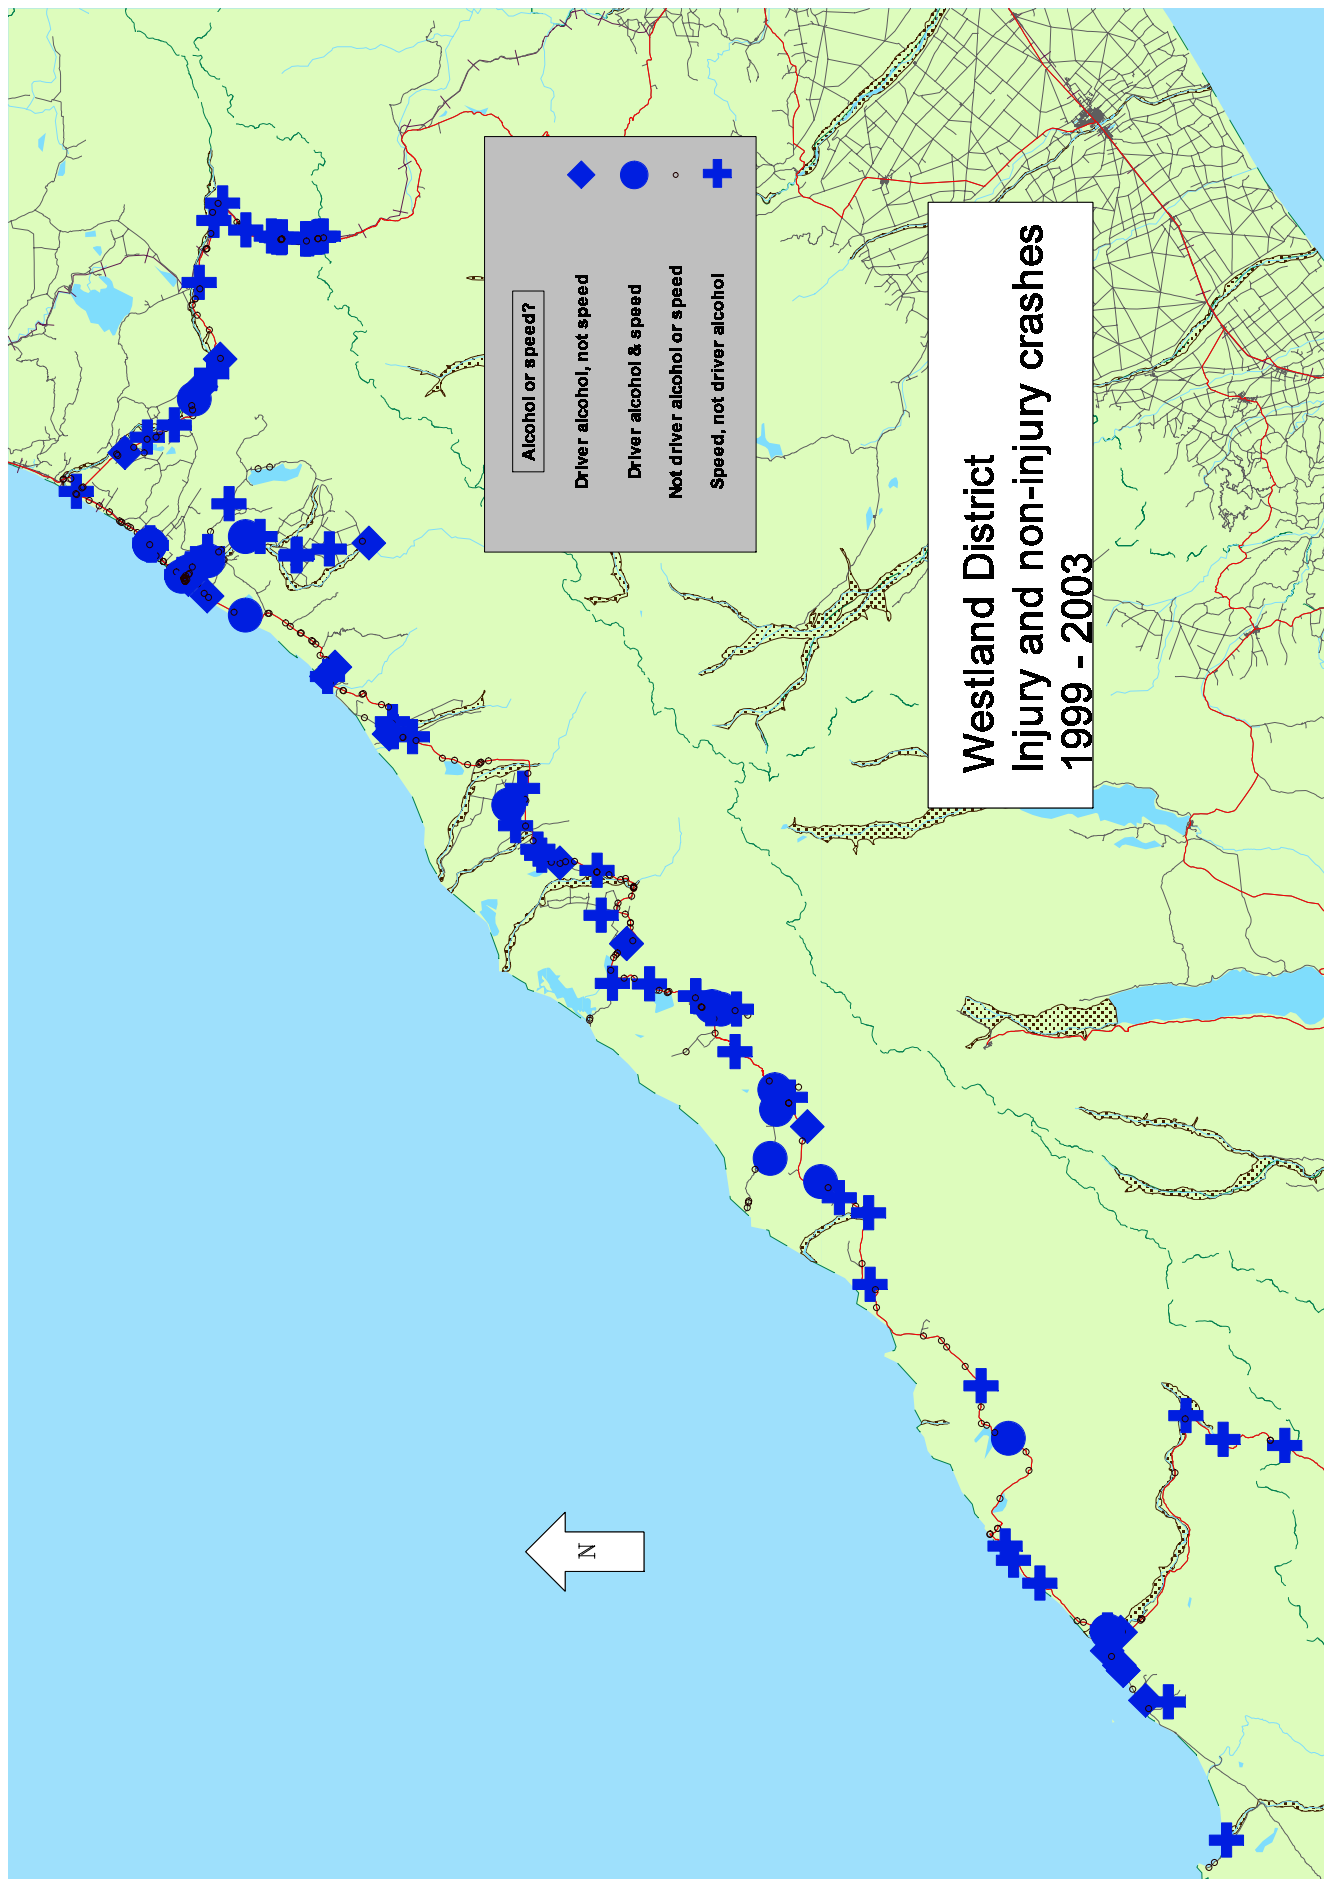 Westland District
Injury and non-injury crashes
1999 - 2003
Alcohol or speed?
Driver alcohol, not speed
Driver alcohol & speed
Not driver alcohol or speed
Speed, not driver alcohol
N